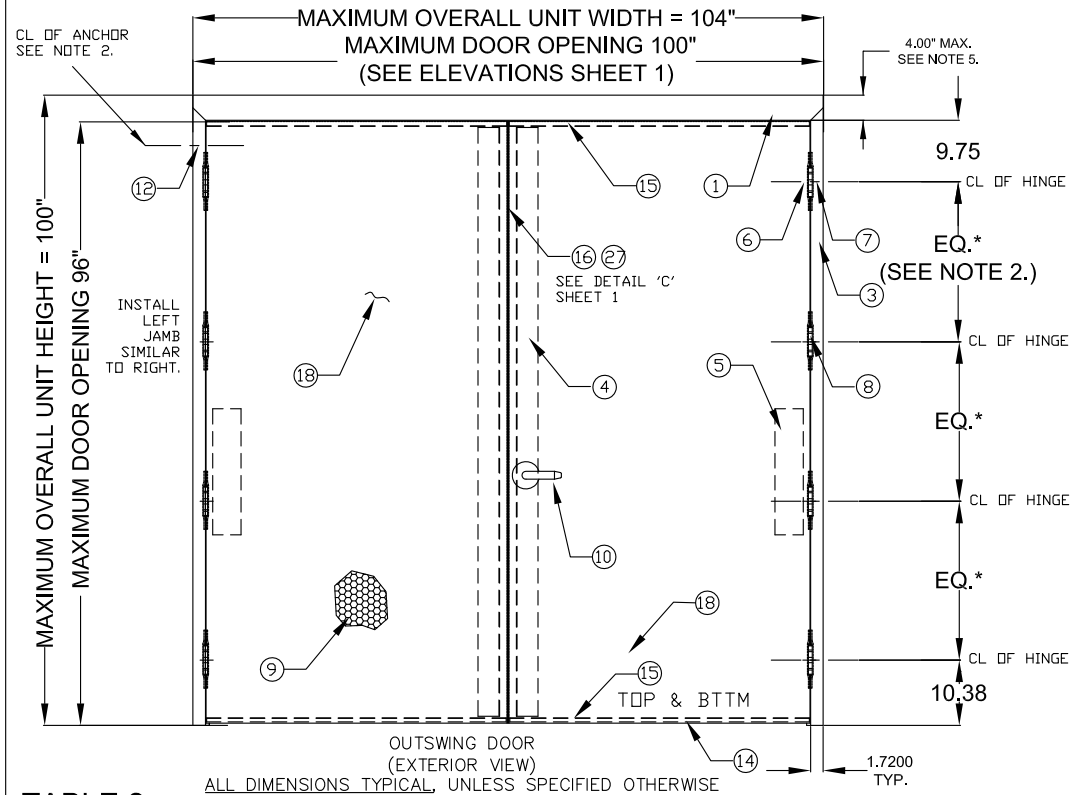 MAXIMUM OVERALL UNIT WIDTH = 104"
MAXIMUM DOOR OPENING 100"
(SEE ELEVATIONS SHEET 1)
CL OF ANCHOR
SEE NOTE 2.
4.00" MAX.
SEE NOTE 5.
9.75
12
15
1
CL OF HINGE
6
7
EQ.*
(SEE NOTE 2.)
16 27
SEE DETAIL 'C'
SHEET 1
3
MAXIMUM OVERALL UNIT HEIGHT = 100"
MAXIMUM DOOR OPENING 96"
INSTALL
LEFT
JAMB
SIMILAR
TO RIGHT.
CL OF HINGE
18
4
5
8
EQ.*
CL OF HINGE
10
EQ.*
18
9
15
CL OF HINGE
TOP & BTTM
10.38
OUTSWING DOOR
(EXTERIOR VIEW)
14
1.7200
TYP.
ALL DIMENSIONS TYPICAL, UNLESS SPECIFIED OTHERWISE